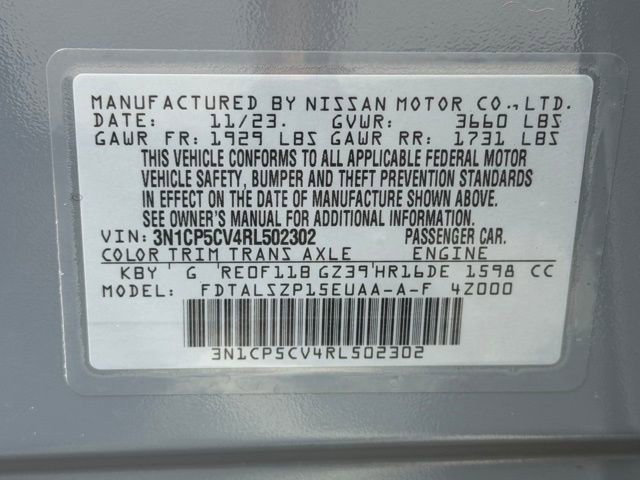 MANUFACTURED BY NISSAN MOTOR CO.,LTD.
DATE: 11/23. GVWR: 3660 LBS
GAWR FR: 1929 LBS GAWR RR: 1731 LBS
THIS VEHICLE CONFORMS TO ALL APPLICABLE FEDERAL MOTOR
VEHICLE SAFETY, BUMPER AND THEFT PREVENTION STANDARDS
IN EFFECT ON THE DATE OF MANUFACTURE SHOWN ABOVE.
SEE OWNER'S MANUAL FOR ADDITIONAL INFORMATION.
VIN: 3N1CP5CV4RL502302 PASSENGER CAR.
COLOR TRIM TRANS AXLE ENGINE
KBY G RE0F11B GZ39 HR16DE 1598 CC
MODEL: FDTALSZP15EUAA-A-F 4Z000
3N1CP5CV4RL502302